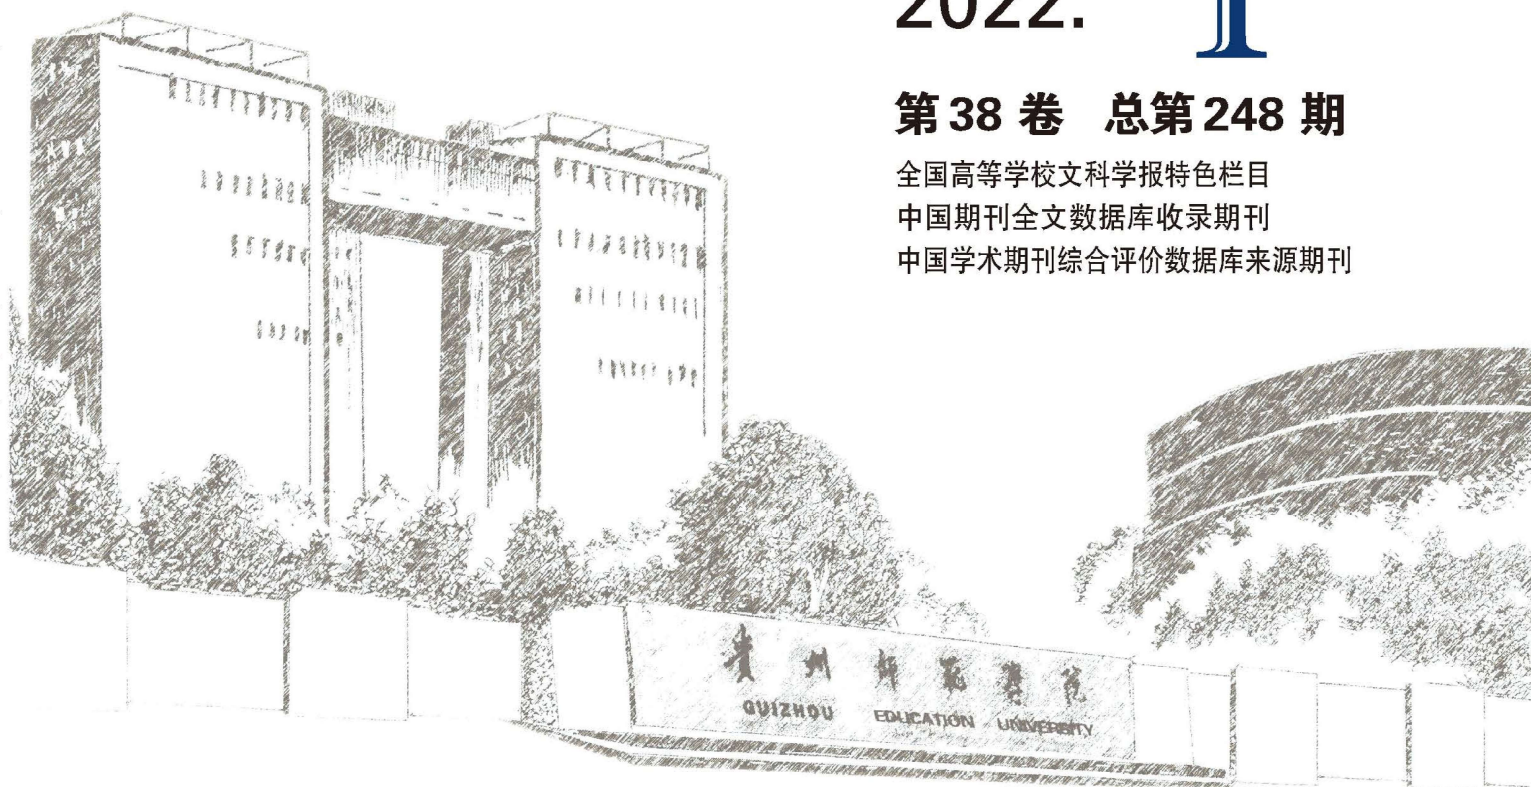 2022.
1
第38卷 总第248期
全国高等学校文科学报特色栏目
中国期刊全文数据库收录期刊
中国学术期刊综合评价数据库来源期刊
贵州师范学院
GUIZHOU EDUCATION UNIVERSITY